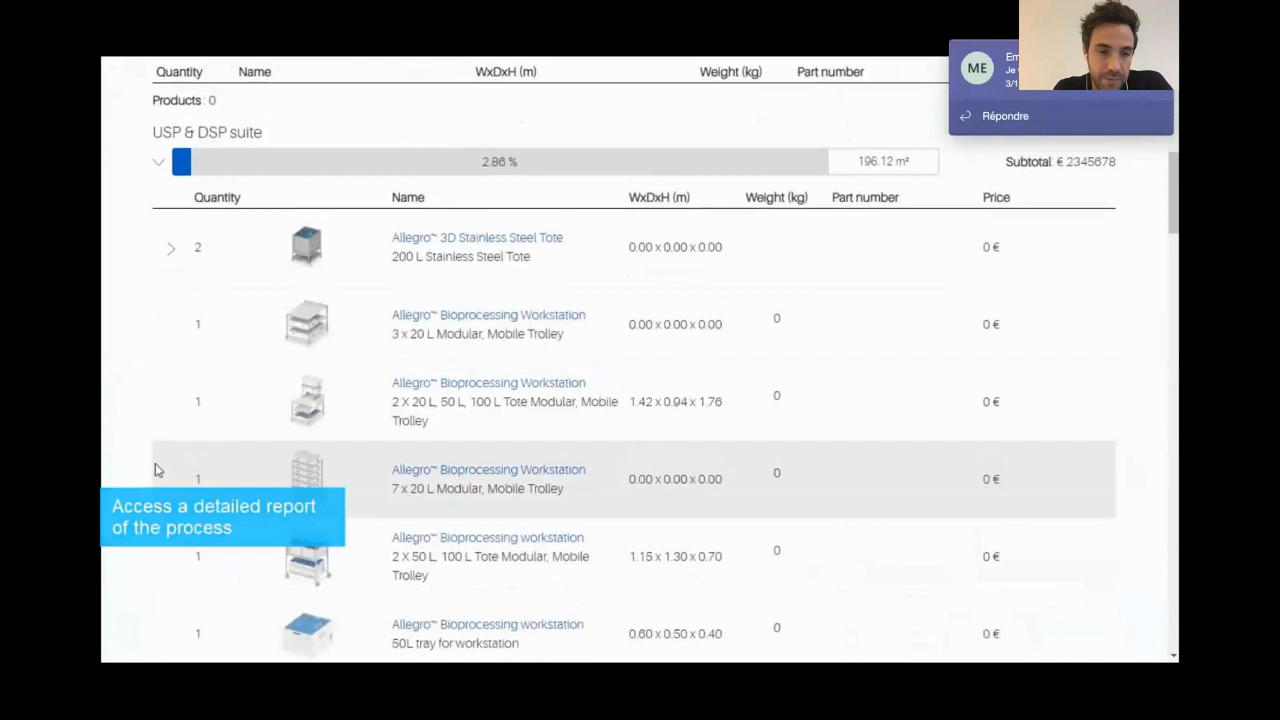 Quantity Name WxDxH (m) Weight (kg) Part number
Products : 0
USP & DSP suite
2.86 % 196.12 m² Subtotal: € 2345678
Quantity Name WxDxH (m) Weight (kg) Part number Price
2 Allegro™ 3D Stainless Steel Tote 0.00 x 0.00 x 0.00 0 €
200 L Stainless Steel Tote
1 Allegro™ Bioprocessing Workstation 0.00 x 0.00 x 0.00 0 0 €
3 x 20 L Modular, Mobile Trolley
Allegro™ Bioprocessing Workstation
1 2 X 20 L, 50 L, 100 L Tote Modular, Mobile 1.42 x 0.94 x 1.76 0 0 €
Trolley
1 Allegro™ Bioprocessing Workstation 0.00 x 0.00 x 0.00 0 0 €
7 x 20 L Modular, Mobile Trolley
Access a detailed report
of the process
Allegro™ Bioprocessing workstation
1 2 X 50 L, 100 L Tote Modular, Mobile 1.15 x 1.30 x 0.70 0 0 €
Trolley
1 Allegro™ Bioprocessing workstation 0.60 x 0.50 x 0.40 0 0 €
50L tray for workstation
ME
Répondre